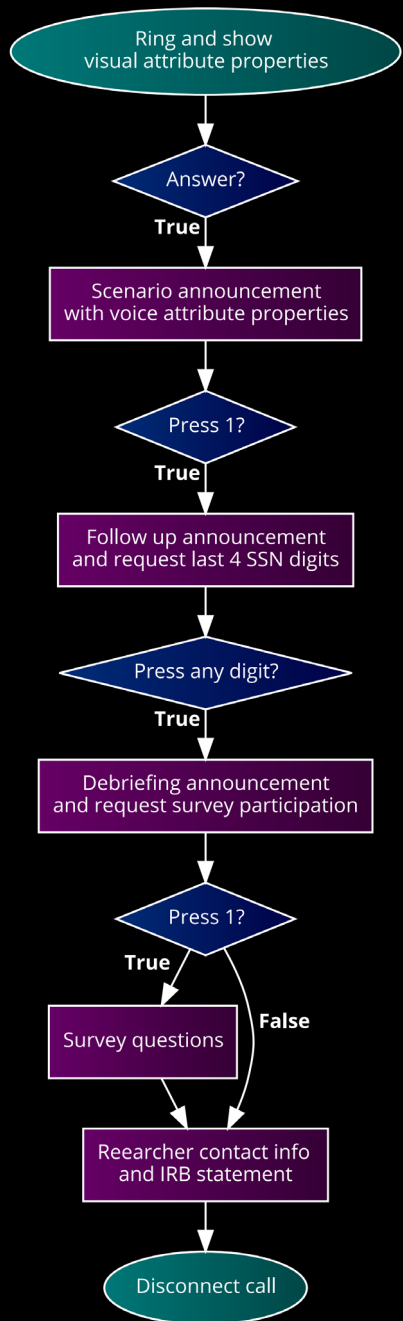 Ring and show
visual attribute properties
Answer?
True
Scenario announcement
with voice attribute properties
Press 1?
True
Follow up announcement
and request last 4 SSN digits
Press any digit?
True
Debriefing announcement
and request survey participation
Press 1?
True
False
Survey questions
Reearcher contact info
and IRB statement
Disconnect call